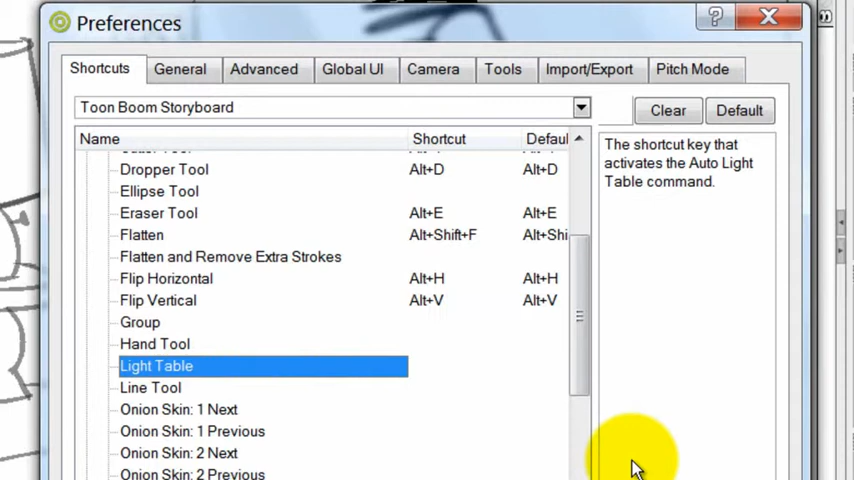 Preferences
Shortcuts General Advanced Global UI Camera Tools Import/Export Pitch Mode
Toon Boom Storyboard Clear Default
Name Shortcut Defaul
Dropper Tool Alt+D Alt+D
Ellipse Tool
Eraser Tool Alt+E Alt+E
Flatten Alt+Shift+F Alt+Shi
Flatten and Remove Extra Strokes
Flip Horizontal Alt+H Alt+H
Flip Vertical Alt+V Alt+V
Group
Hand Tool
Light Table
Line Tool
Onion Skin: 1 Next
Onion Skin: 1 Previous
Onion Skin: 2 Next
Onion Skin: 2 Previous
The shortcut key that
activates the Auto Light
Table command.